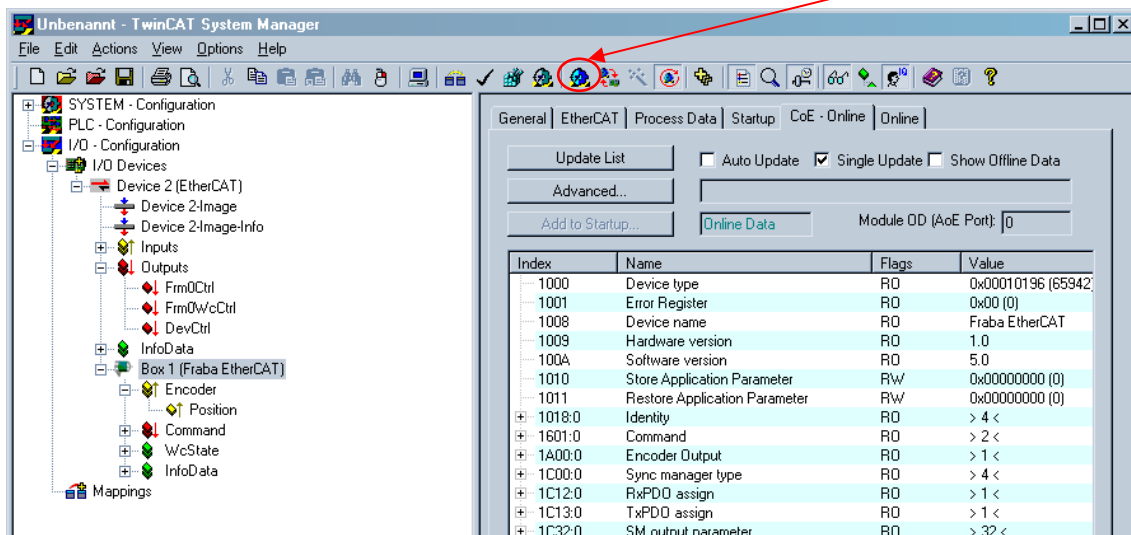 Unbenannt - TwinCAT System Manager
File Edit Actions View Options Help
SYSTEM - Configuration
PLC - Configuration
I/O - Configuration
I/O Devices
Device 2 (EtherCAT)
Device 2-Image
Device 2-Image-Info
Inputs
Outputs
Frm0Ctrl
Frm0WcCtrl
DevCtrl
InfoData
Box 1 (Fraba EtherCAT)
Encoder
Position
Command
WcState
InfoData
Mappings
General EtherCAT Process Data Startup CoE - Online Online
Update List Auto Update Single Update Show Offline Data
Advanced...
Add to Startup... Online Data Module OD (AoE Port): 0
Index Name Flags Value
1000 Device type RO 0x00010196 (65942)
1001 Error Register RO 0x00 (0)
1008 Device name RO Fraba EtherCAT
1009 Hardware version RO 1.0
100A Software version RO 5.0
1010 Store Application Parameter RW 0x00000000 (0)
1011 Restore Application Parameter RW 0x00000000 (0)
1018:0 Identity RO > 4 <
1601:0 Command RO > 2 <
1A00:0 Encoder Output RO > 1 <
1C00:0 Sync manager type RO > 4 <
1C12:0 RxPDO assign RO > 1 <
1C13:0 TxPDO assign RO > 1 <
1C32:0 SM output parameter RO > 32 <